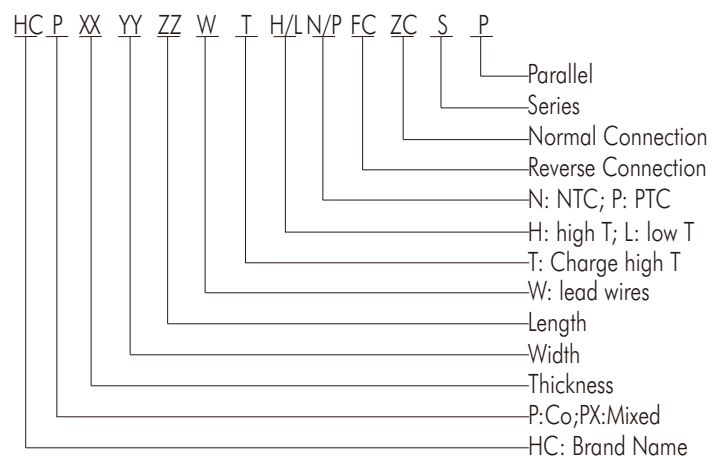 HC P XX YY ZZ W T H/L N/P FC ZC S P
Parallel
Series
Normal Connection
Reverse Connection
N: NTC; P: PTC
H: high T; L: low T
T: Charge high T
W: lead wires
Length
Width
Thickness
P:Co;PX:Mixed
HC: Brand Name